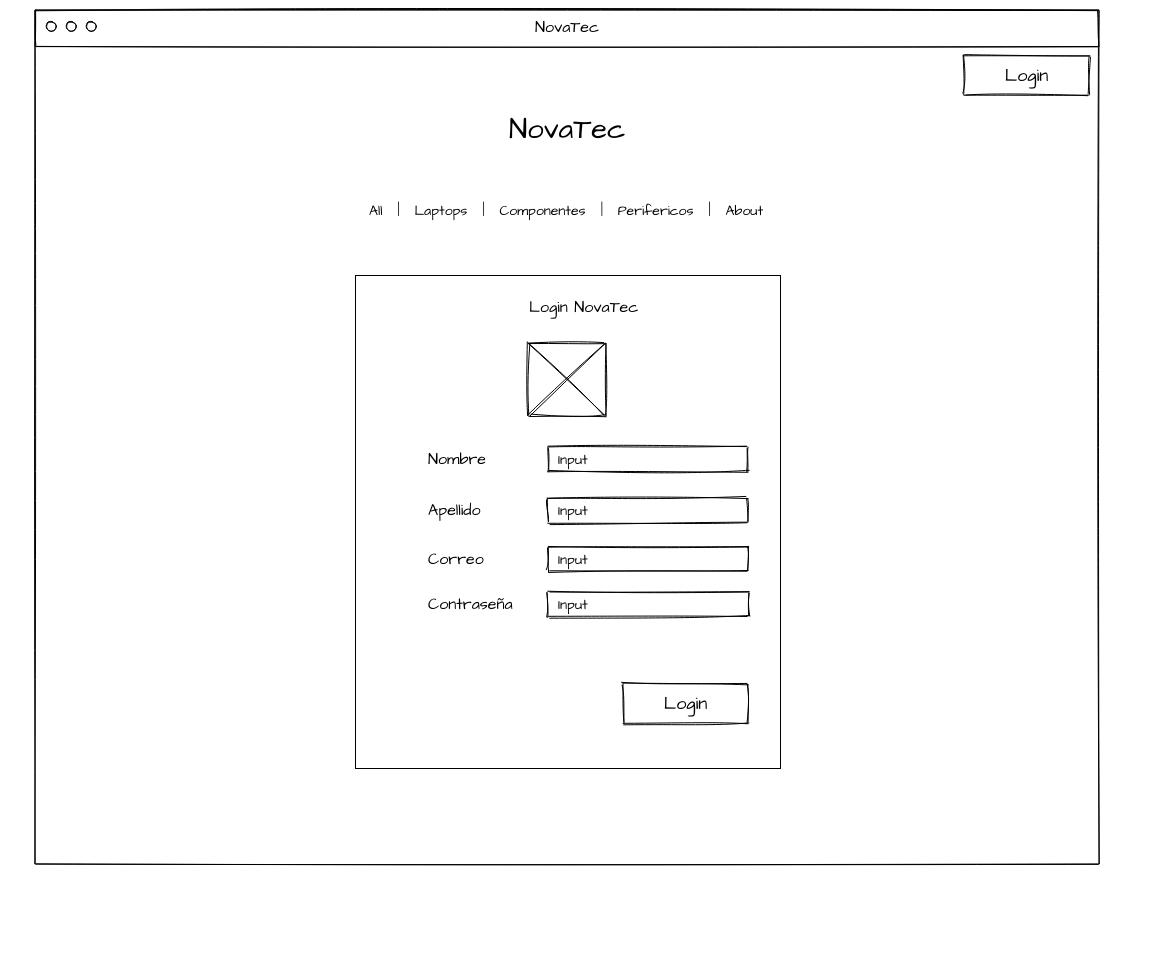 NovaTec
Login
NovaTec
All | Laptops | Componentes | Perifericos | About
Login NovaTec
Nombre Input
Apellido Input
Correo Input
Contraseña Input
Login